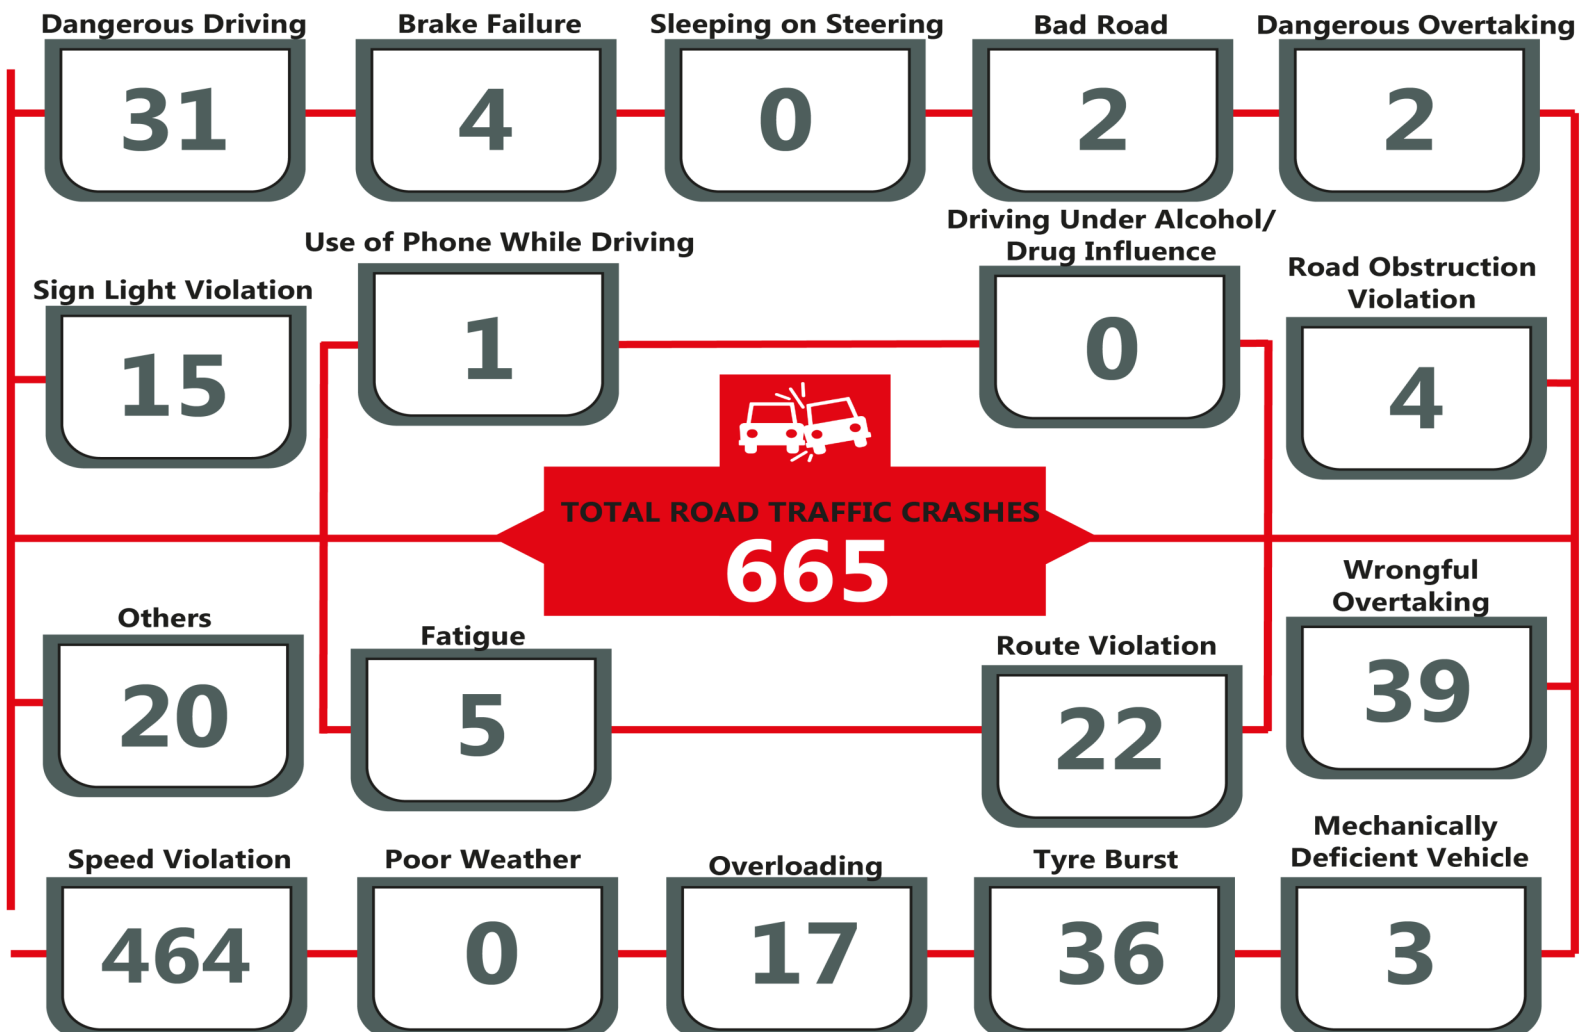 Dangerous Driving
31
Brake Failure
4
Sleeping on Steering
0
Bad Road
2
Dangerous Overtaking
2
Sign Light Violation
15
Use of Phone While Driving
1
Driving Under Alcohol/
Drug Influence
0
Road Obstruction
Violation
4
TOTAL ROAD TRAFFIC CRASHES
665
Others
20
Fatigue
5
Route Violation
22
Wrongful
Overtaking
39
Speed Violation
464
Poor Weather
0
Overloading
17
Tyre Burst
36
Mechanically
Deficient Vehicle
3